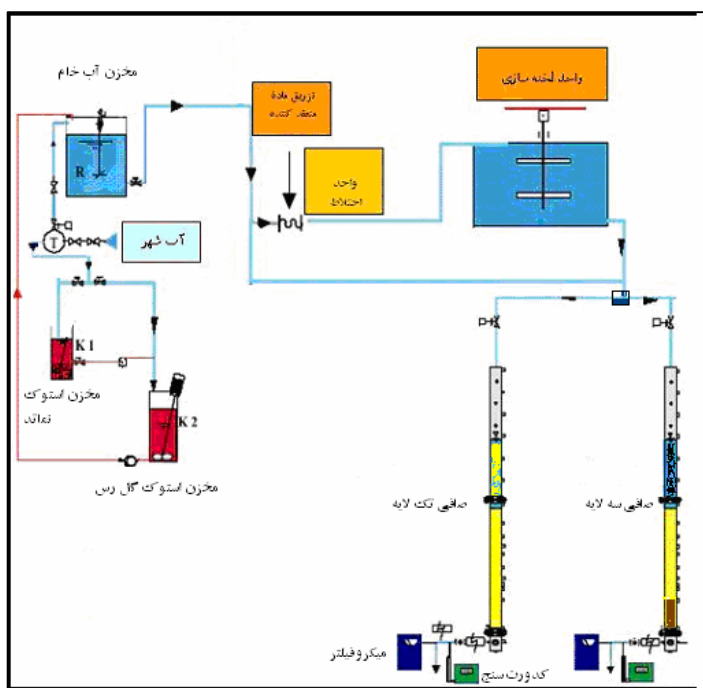 مخزن آب خام
R
تزریق مادهٔ
منعقد کننده
واحد لخته سازی
واحد
اختلاط
آب شهر
T
K 1
مخزن استوک
نماتد
K 2
مخزن استوک گل رس
صافی تک لایه
صافی سه لایه
میکروفیلتر
کدورت سنج